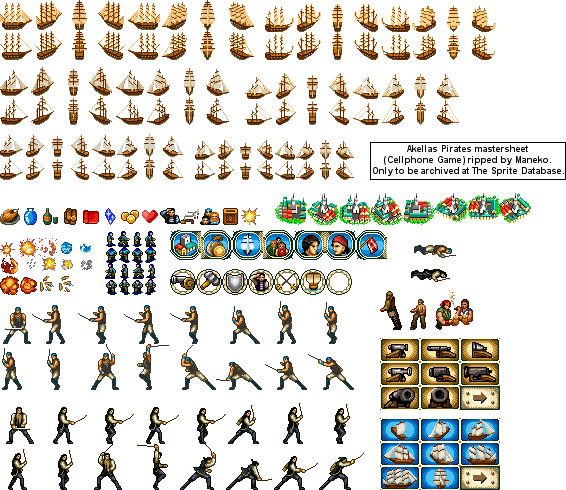 Akellas Pirates mastersheet
(Cellphone Game) ripped by Maneko.
Only to be archived at The Sprite Database.